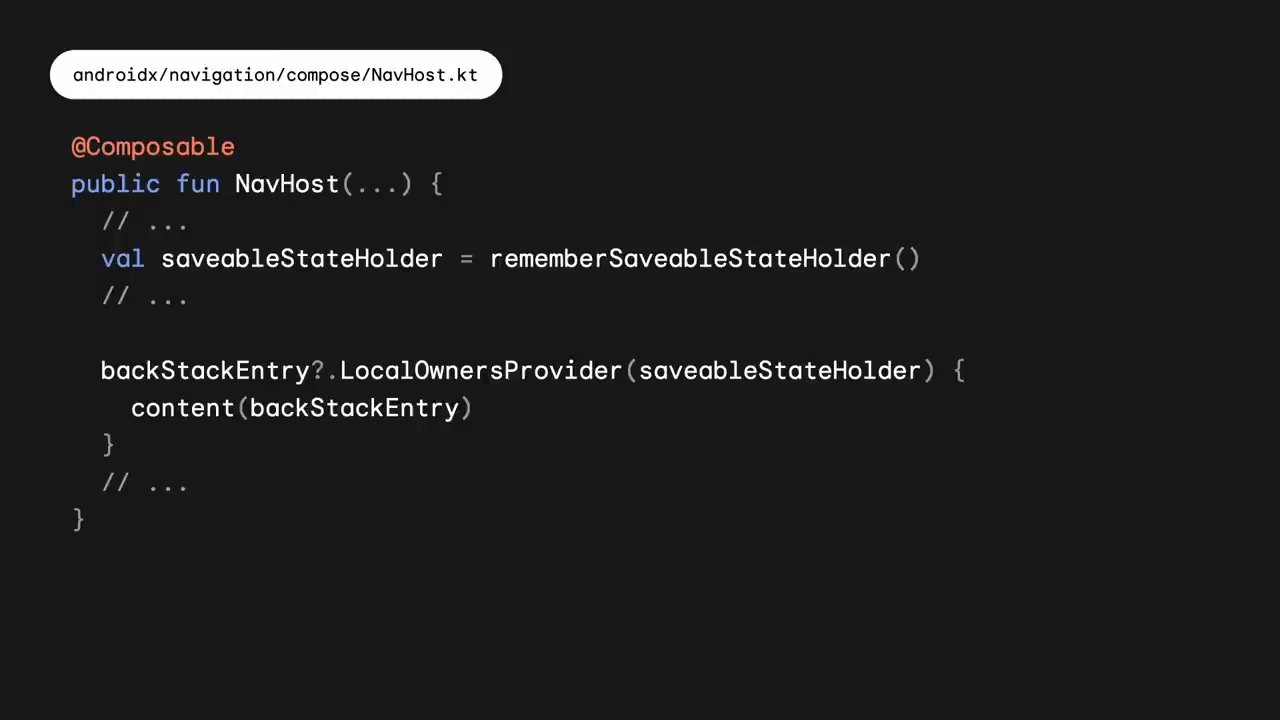 androidx/navigation/compose/NavHost.kt
@Composable
public fun NavHost(...) {
  // ...
  val saveableStateHolder = rememberSaveableStateHolder()
  // ...

  backStackEntry?.LocalOwnersProvider(saveableStateHolder) {
    content(backStackEntry)
  }
  // ...
}